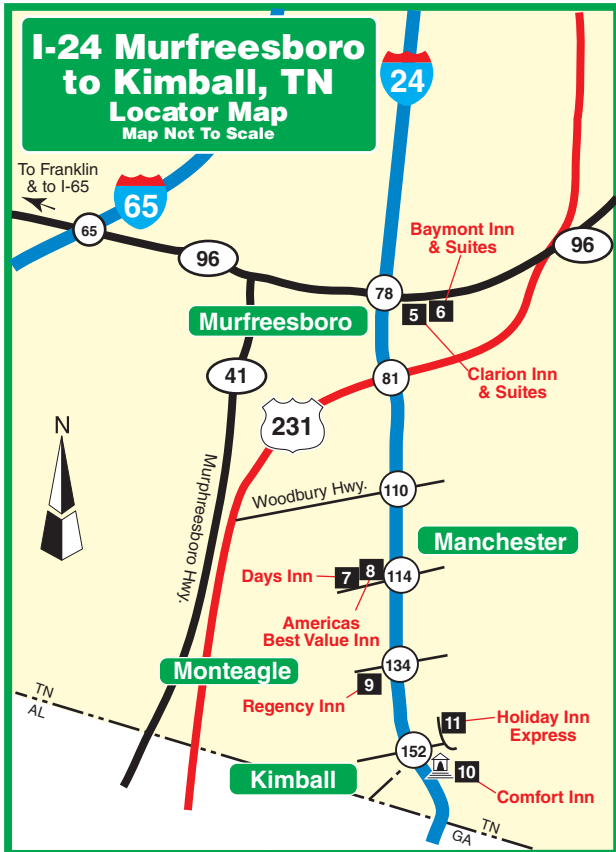 I-24 Murfreesboro
to Kimball, TN
Locator Map
Map Not To Scale
24
To Franklin
& to I-65
65
65
96
Baymont Inn
& Suites
96
78
5
6
Murfreesboro
Clarion Inn
& Suites
41
81
231
N
Murphreesboro Hwy.
Woodbury Hwy.
110
Manchester
Days Inn
7
8
114
Americas
Best Value Inn
134
Monteagle
9
Regency Inn
TN
AL
11
Holiday Inn
Express
152
Kimball
10
Comfort Inn
TN
GA